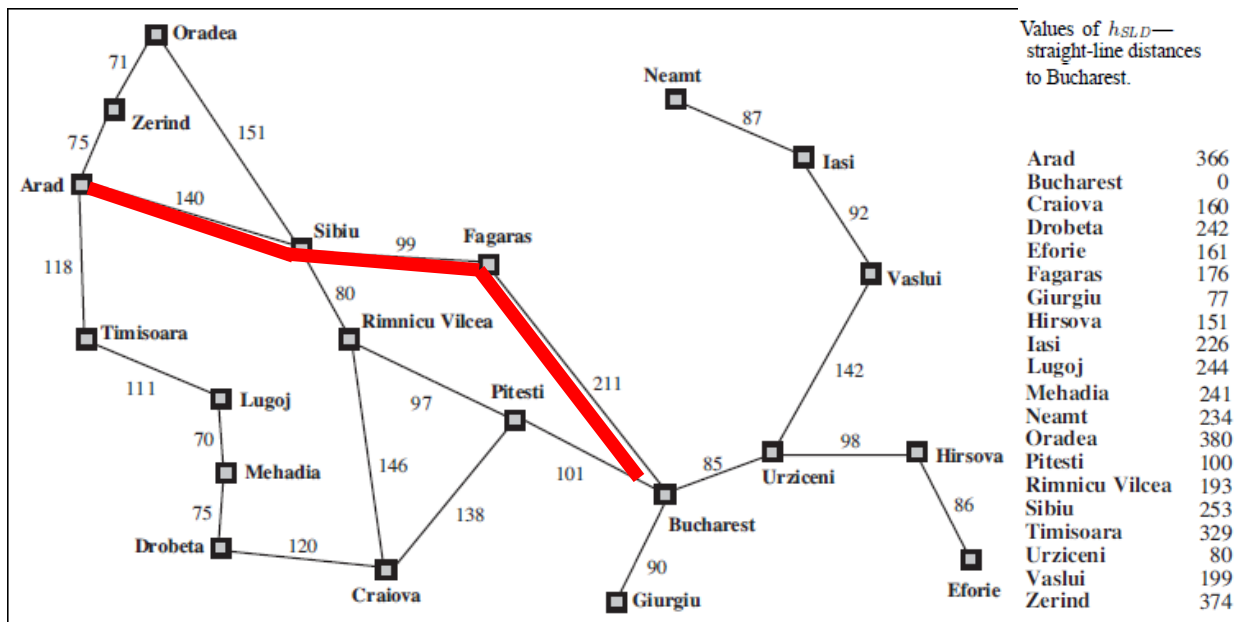 Oradea
71
Neamt
Zerind
87
151
75
Iasi
Arad
140
92
Sibiu
Fagaras
99
118
Vaslui
80
Rimnicu Vilcea
Timisoara
142
211
111
Pitesti
Lugoj
97
70
98
Hirsova
146
85
Urziceni
Mehadia
101
86
75
138
Bucharest
Drobeta
120
90
Craiova
Giurgiu
Eforie
Values of hSLD—
straight-line distances
to Bucharest.
Arad 366
Bucharest 0
Craiova 160
Drobeta 242
Eforie 161
Fagaras 176
Giurgiu 77
Hirsova 151
Iasi 226
Lugoj 244
Mehadia 241
Neamt 234
Oradea 380
Pitesti 100
Rimnicu Vilcea 193
Sibiu 253
Timisoara 329
Urziceni 80
Vaslui 199
Zerind 374